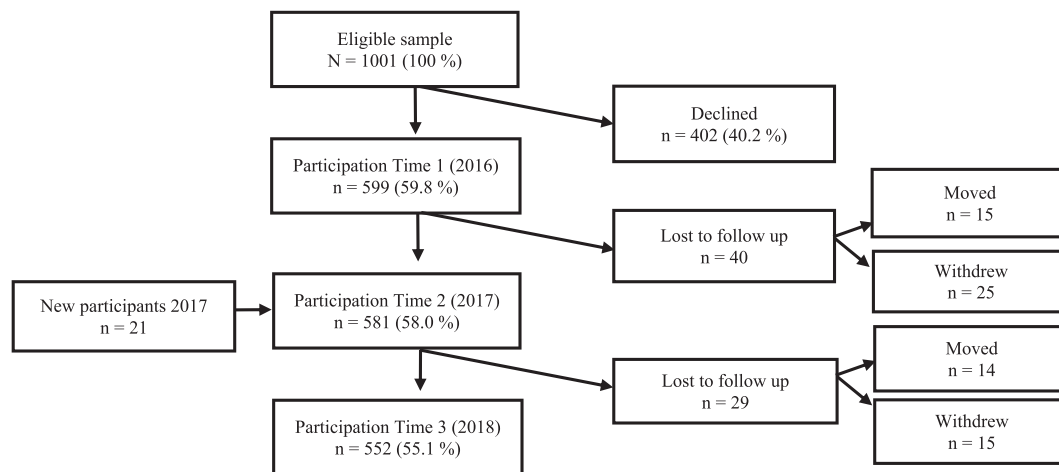 Eligible sample
N = 1001 (100 %)
Declined
n = 402 (40.2 %)
Participation Time 1 (2016)
n = 599 (59.8 %)
Moved
n = 15
Lost to follow up
n = 40
Withdrew
n = 25
New participants 2017
n = 21
Participation Time 2 (2017)
n = 581 (58.0 %)
Moved
n = 14
Lost to follow up
n = 29
Withdrew
n = 15
Participation Time 3 (2018)
n = 552 (55.1 %)